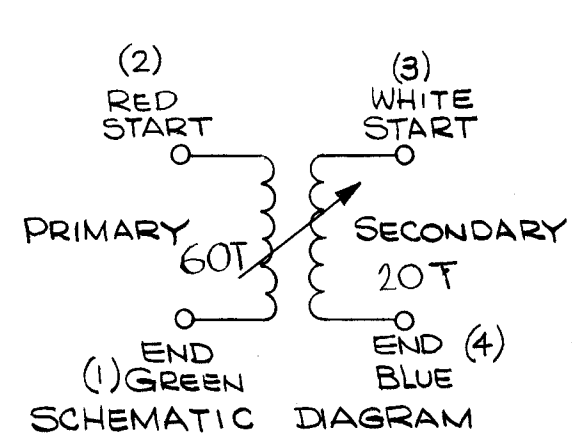 (2)
RED
START
(3)
WHITE
START
PRIMARY
60T
SECONDARY
20T
END
(1) GREEN
END (4)
BLUE
SCHEMATIC DIAGRAM